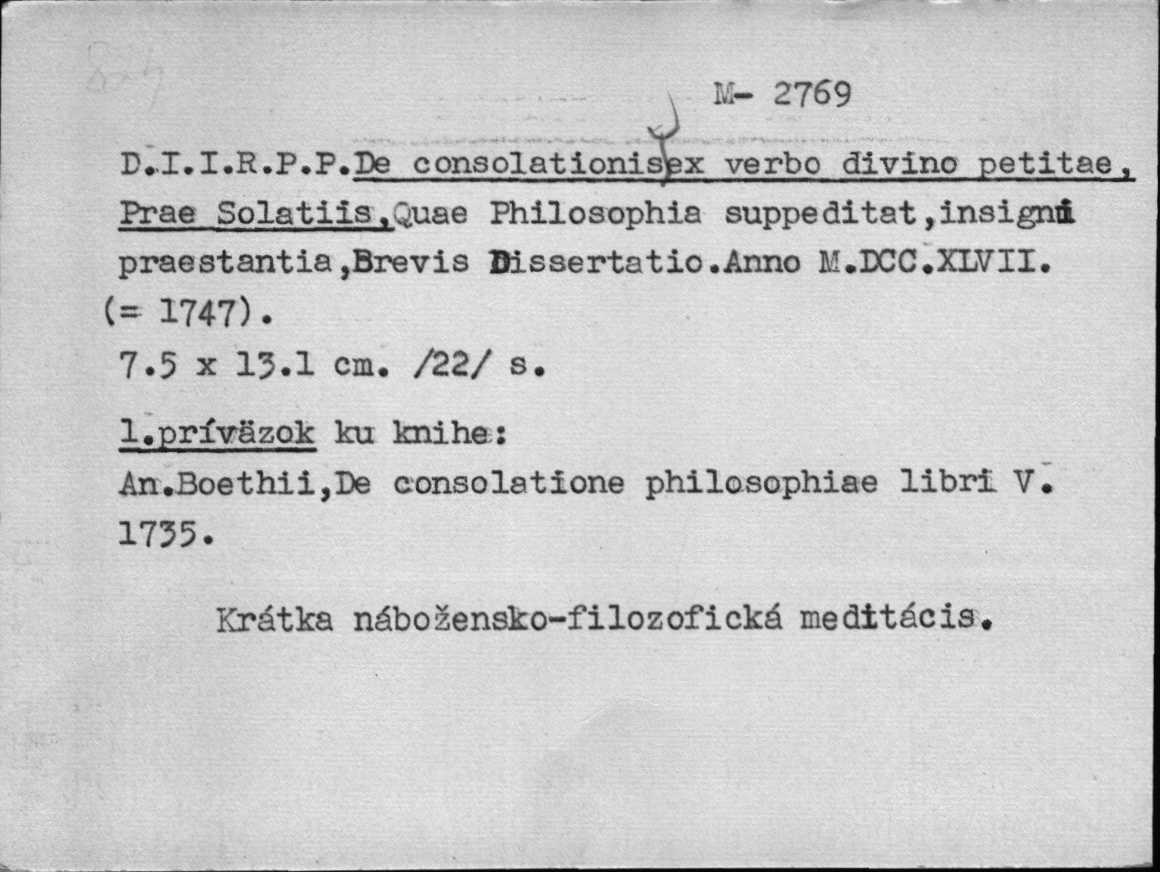 M- 2769
D.I.I.R.P.P.De consolationis ex verbo divino petitae,
Prae Solatiis,Quae Philosophia suppeditat,insigni
praestantia,Brevis Dissertatio.Anno M.DCC.XLVII.
(= 1747).
7.5 x 13.1 cm. /22/ s.
1.príväzok ku knihe:
An.Boethii,De consolatione philosophiae libri V.
1735.
Krátka nábožensko-filozofická meditácis.